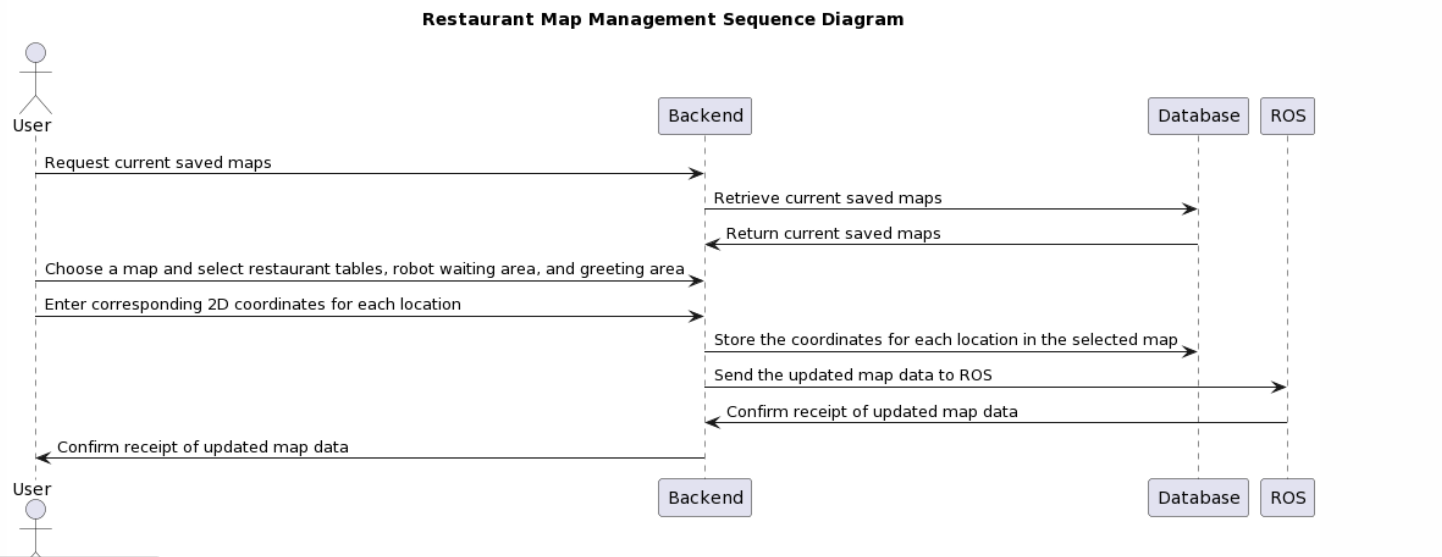 Restaurant Map Management Sequence Diagram
User
Backend
Database
ROS
Request current saved maps
Retrieve current saved maps
Return current saved maps
Choose a map and select restaurant tables, robot waiting area, and greeting area
Enter corresponding 2D coordinates for each location
Store the coordinates for each location in the selected map
Send the updated map data to ROS
Confirm receipt of updated map data
Confirm receipt of updated map data
User
Backend
Database
ROS